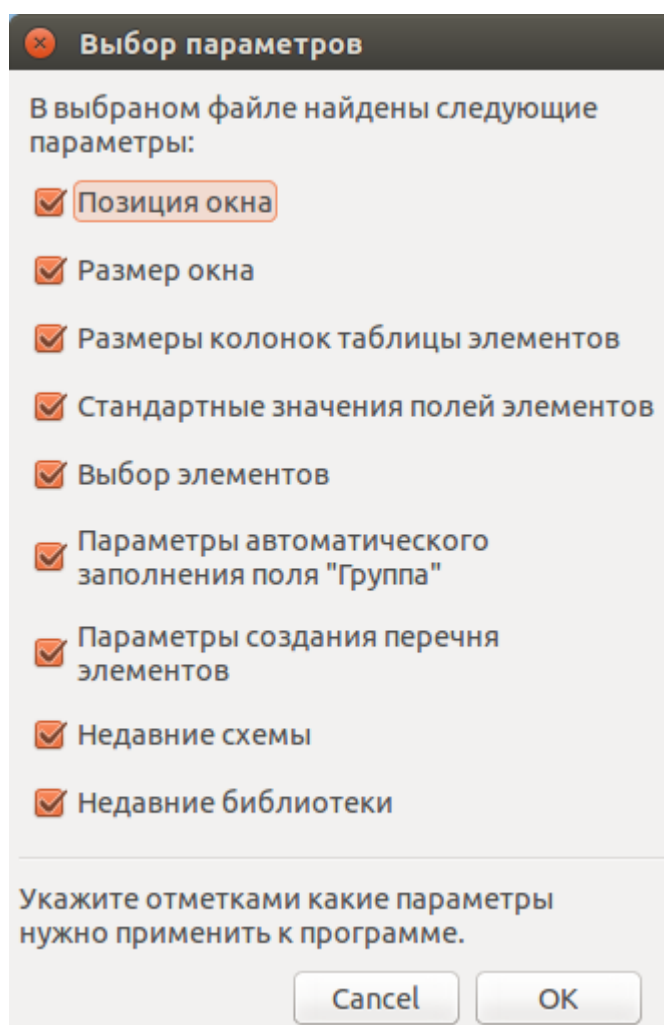 Выбор параметров
В выбраном файле найдены следующие
параметры:
Позиция окна
Размер окна
Размеры колонок таблицы элементов
Стандартные значения полей элементов
Выбор элементов
Параметры автоматического
заполнения поля "Группа"
Параметры создания перечня
элементов
Недавние схемы
Недавние библиотеки
Укажите отметками какие параметры
нужно применить к программе.
Cancel OK